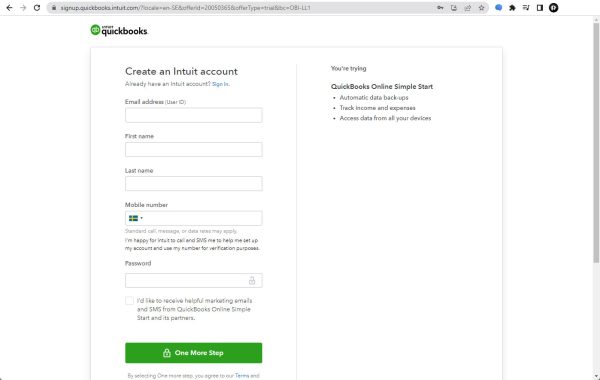 signup.quickbooks.intuit.com/?locale=en-SE&offerId=20050365&offerType=trial&bc=OBI-LL1
intuit
quickbooks.
Create an Intuit account
Already have an Intuit account? Sign In.
Email address (User ID)
First name
Last name
Mobile number
Standard call, message, or data rates may apply.
I'm happy for Intuit to call and SMS me to help me set up
my account and use my number for verification purposes.
Password
I'd like to receive helpful marketing emails
and SMS from QuickBooks Online Simple
Start and its partners.
One More Step
By selecting One more step, you agree to our Terms and
You're trying
QuickBooks Online Simple Start
• Automatic data back-ups
• Track income and expenses
• Access data from all your devices